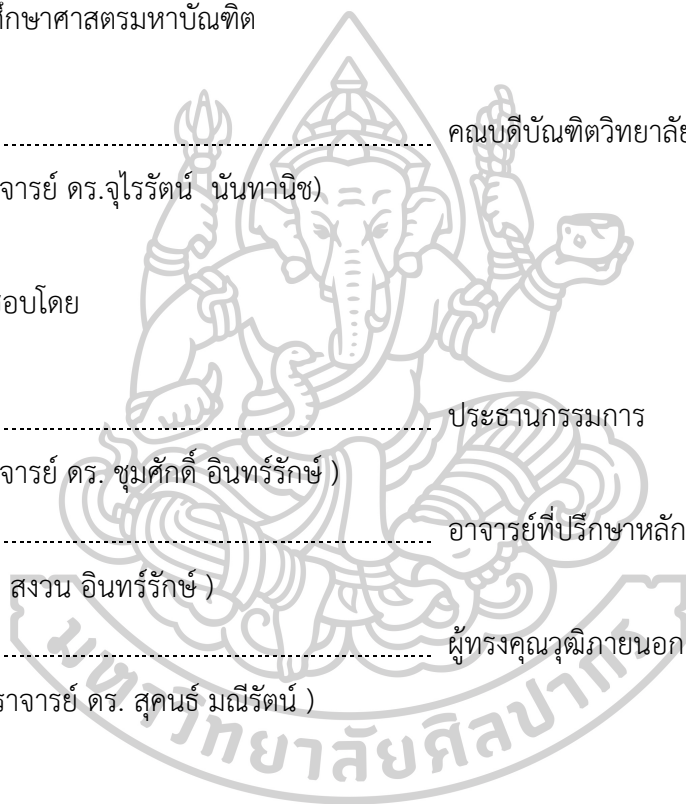 ศึกษาศาสตรมหาบัณฑิต
คณบดีบัณฑิตวิทยาลัย
จารย์ ดร.จุไรรัตน์ นันทานิช)
อบโดย
ประธานกรรมการ
จารย์ ดร. ชุมศักดิ์ อินทร์รักษ์ )
อาจารย์ที่ปรึกษาหลัก
สงวน อินทร์รักษ์ )
ผู้ทรงคุณวุฒิภายนอก
ราจารย์ ดร. สุคนธ์ มณีรัตน์ )
มหาวิทยาลัยศิลปากร